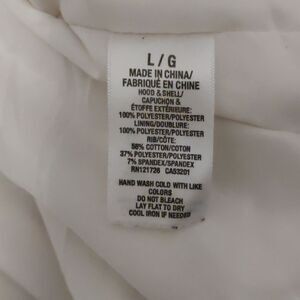 L / G
MADE IN CHINA/
FABRIQUÉ EN CHINE
HOOD & SHELL/
CAPUCHON &
ÉTOFFE EXTÉRIEUR:
100% POLYESTER/POLYESTER
LINING/DOUBLURE:
100% POLYESTER/POLYESTER
RIB/CÔTE:
56% COTTON/COTON
37% POLYESTER/POLYESTER
7% SPANDEX/SPANDEX
RN121726 CA53201
HAND WASH COLD WITH LIKE
COLORS
DO NOT BLEACH
LAY FLAT TO DRY
COOL IRON IF NEEDED